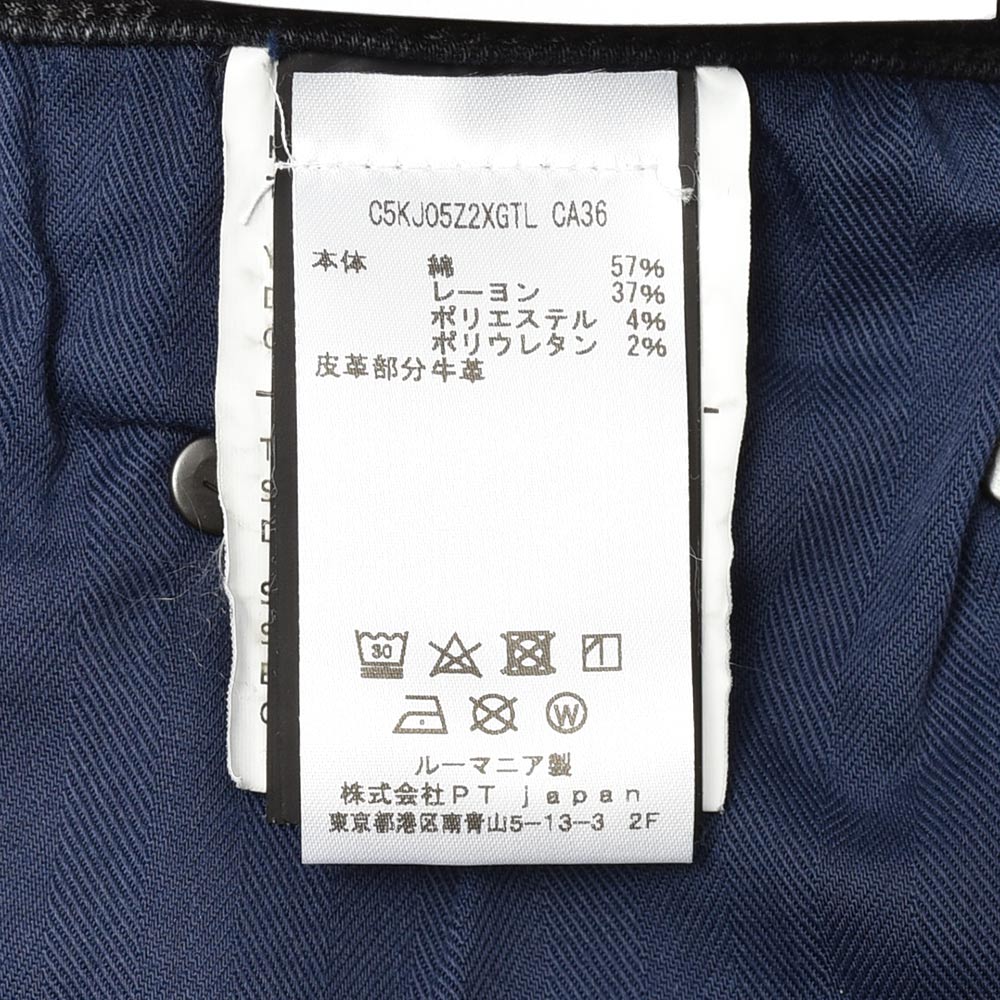 C5KJ05Z2XGTL CA36
本体 綿 57%
レーヨン 37%
ポリエステル 4%
ポリウレタン 2%
皮革部分牛革
30
W
ルーマニア製
株式会社PT japan
東京都港区南青山5-13-3 2F